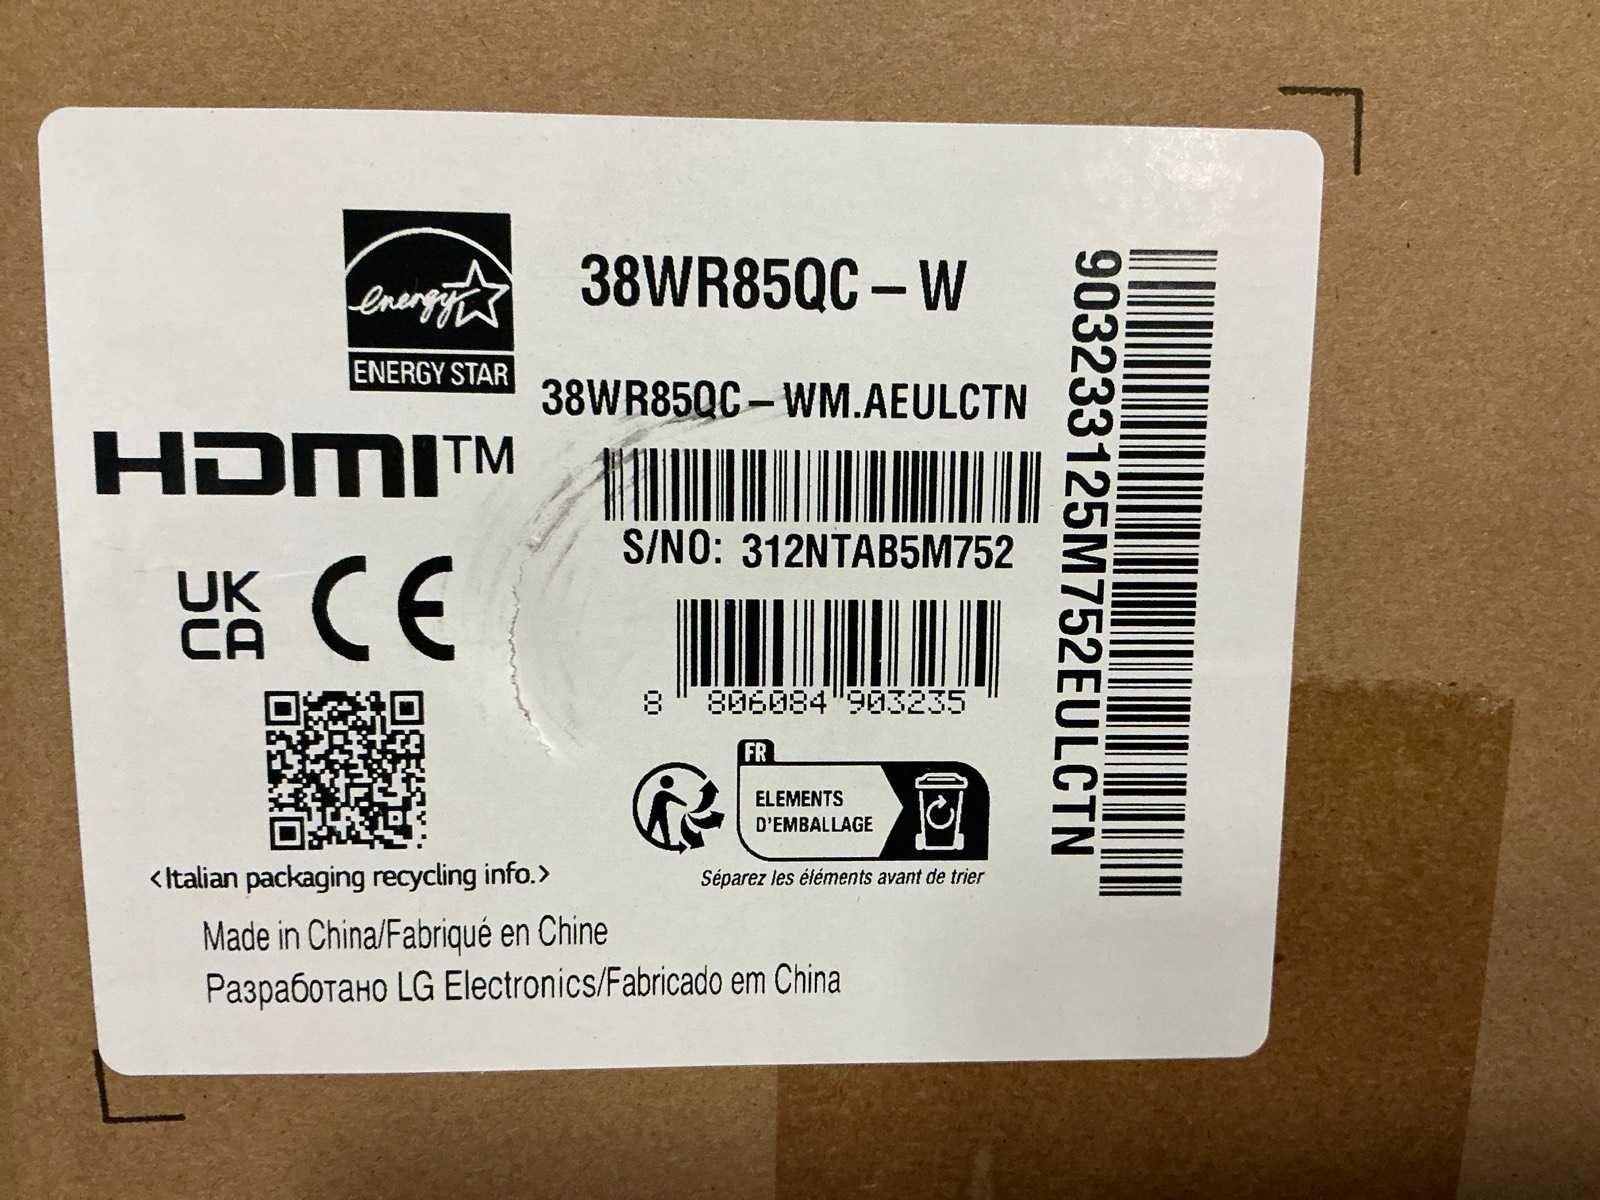 energy
ENERGY STAR
38WR85QC-W
38WR85QC-WM.AEULCTN
HDMI™
S/NO: 312NTAB5M752
UK
CA
CE
8 806084 903235
903233125M752EULCTN
FR
ELEMENTS
D'EMBALLAGE
Séparez les éléments avant de trier
<Italian packaging recycling info.>
Made in China/Fabriqué en Chine
Разработано LG Electronics/Fabricado em China